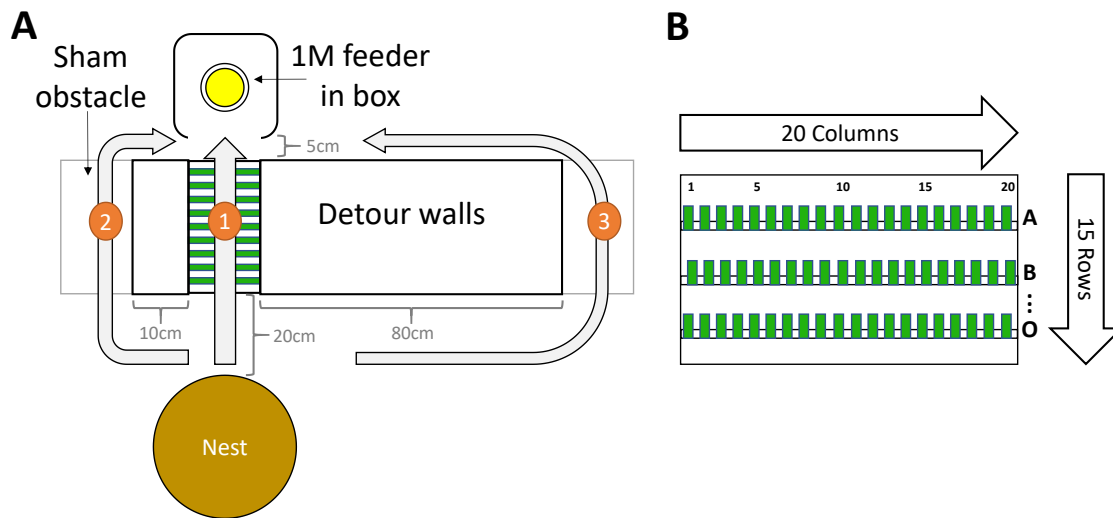 A
Sham
obstacle
1M feeder
in box
5cm
2
1
3
Detour walls
10cm
20cm
80cm
Nest
B
20 Columns
1 5 10 15 20
A
B
⋮
O
15 Rows